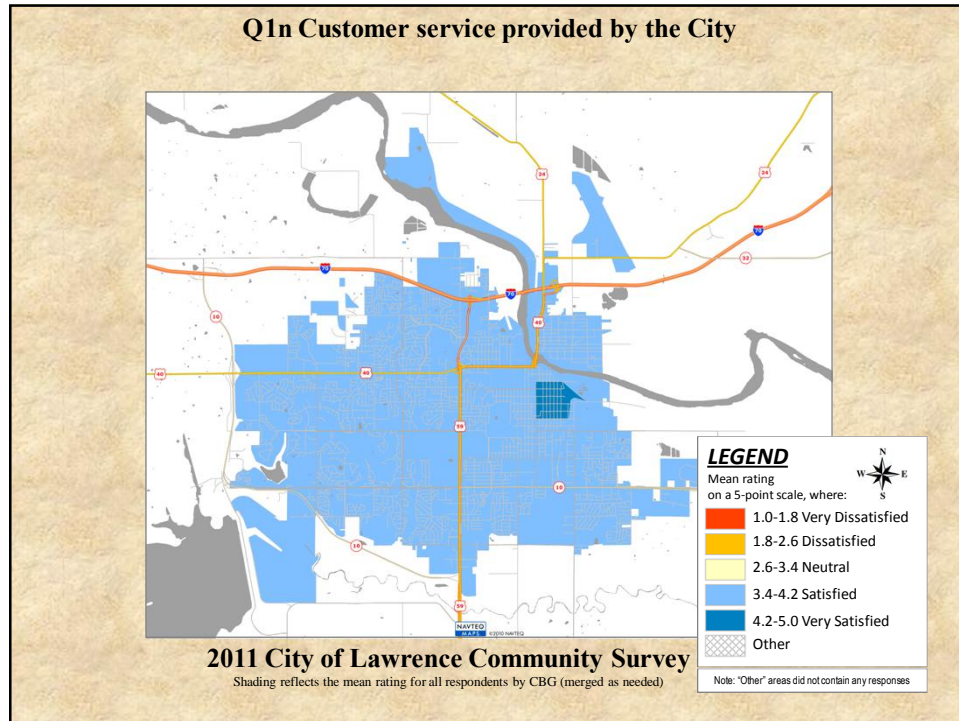 Q1n Customer service provided by the City
24
24
70
32
70
70
10
40
40
40
59
10
10
59
NAVTEQ
MAPS
©2010 NAVTEQ
LEGEND
Mean rating
on a 5-point scale, where:
N
W E
S
1.0-1.8 Very Dissatisfied
1.8-2.6 Dissatisfied
2.6-3.4 Neutral
3.4-4.2 Satisfied
4.2-5.0 Very Satisfied
Other
2011 City of Lawrence Community Survey
Shading reflects the mean rating for all respondents by CBG (merged as needed)
Note: “Other” areas did not contain any responses